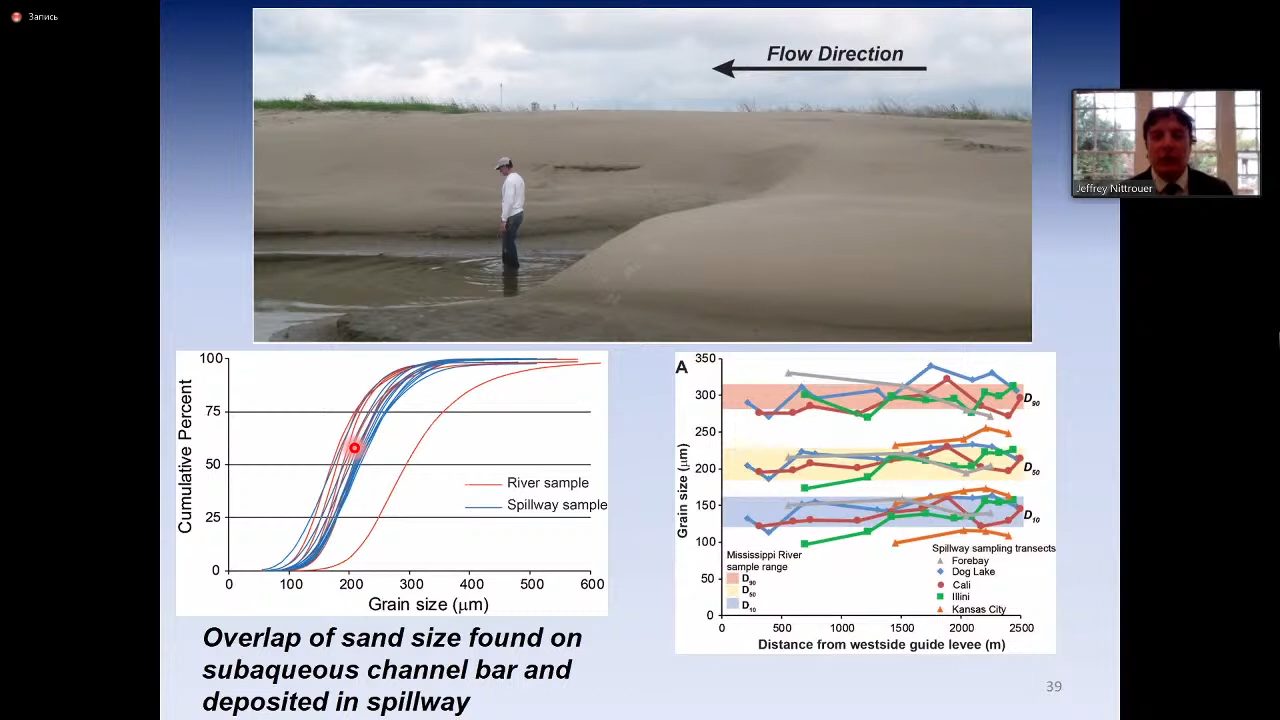 Запись
Flow Direction
Jeffrey Nittrouer
100
75
50
25
0
Cumulative Percent
0 100 200 300 400 500 600
Grain size (μm)
River sample
Spillway sample
A
350
300
250
200
150
100
50
0
Grain size (μm)
D90
D50
D10
Mississippi River
sample range
D90
D50
D10
Spillway sampling transects
Forebay
Dog Lake
Cali
Illini
Kansas City
0 500 1000 1500 2000 2500
Distance from westside guide levee (m)
Overlap of sand size found on
subaqueous channel bar and
deposited in spillway
39